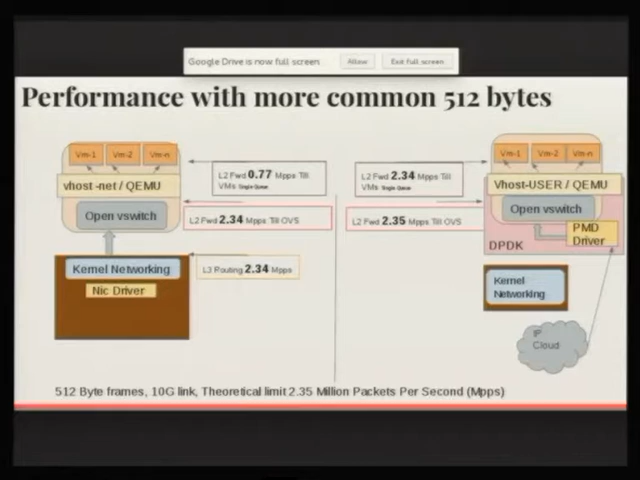 Google Drive is now full screen
Allow
Exit full screen
Performance with more common 512 bytes
Vm-1 Vm-2 Vm-n
vhost -net / QEMU
Open vswitch
Kernel Networking
Nic Driver
L2 Fwd 0.77 Mpps Till
VMs Single Queue
L2 Fwd 2.34 Mpps Till OVS
L3 Routing 2.34 Mpps
L2 Fwd 2.34 Mpps Till
VMs Single Queue
L2 Fwd 2.35 Mpps Till OVS
Vm-1 Vm-2 Vm-n
Vhost-USER / QEMU
Open vswitch
PMD
Driver
DPDK
Kernel
Networking
IP
Cloud
512 Byte frames, 10G link, Theoretical limit 2.35 Million Packets Per Second (Mpps)